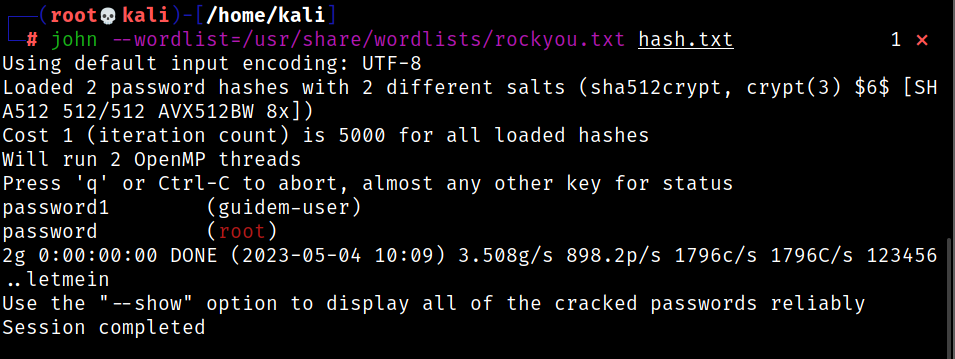 ┌──(root💀kali)-[/home/kali]
└─# john --wordlist=/usr/share/wordlists/rockyou.txt hash.txt 1 ⨯
Using default input encoding: UTF-8
Loaded 2 password hashes with 2 different salts (sha512crypt, crypt(3) $6$ [SH
A512 512/512 AVX512BW 8x])
Cost 1 (iteration count) is 5000 for all loaded hashes
Will run 2 OpenMP threads
Press 'q' or Ctrl-C to abort, almost any other key for status
password1        (guidem-user)
password         (root)
2g 0:00:00:00 DONE (2023-05-04 10:09) 3.508g/s 898.2p/s 1796c/s 1796C/s 123456
..letmein
Use the "--show" option to display all of the cracked passwords reliably
Session completed